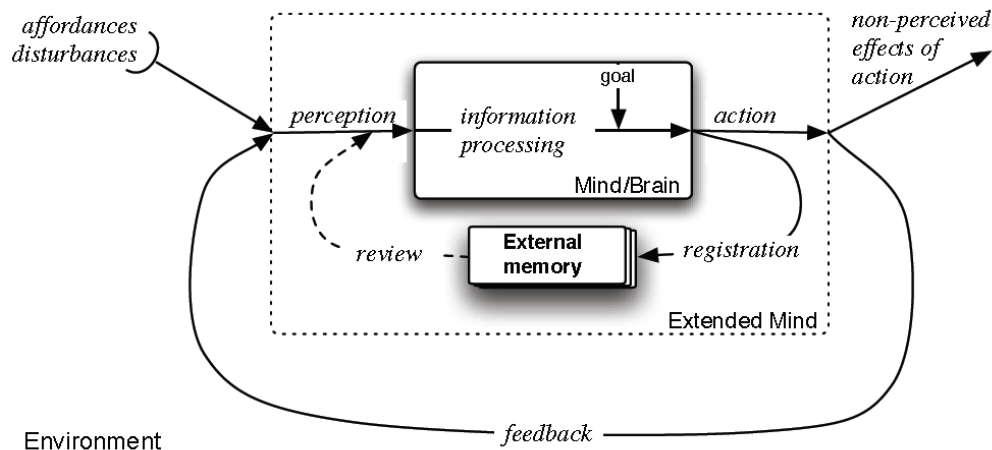 affordances
disturbances
non-perceived
effects of
action
goal
perception
information
processing
action
Mind/Brain
review
External
memory
registration
Extended Mind
feedback
Environment